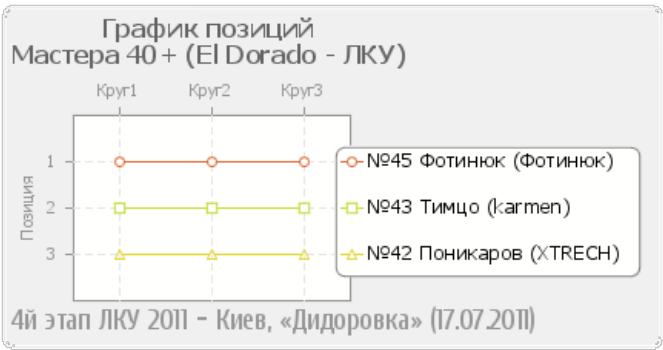 График позиций
Мастера 40+ (El Dorado - ЛКУ)
Круг1 Круг2 Круг3
Позиция
1
2
3
№45 Фотинюк (Фотинюк)
№43 Тимцо (karmen)
№42 Поникаров (XTRECH)
4й этап ЛКУ 2011 - Киев, «Дидоровка» (17.07.2011)